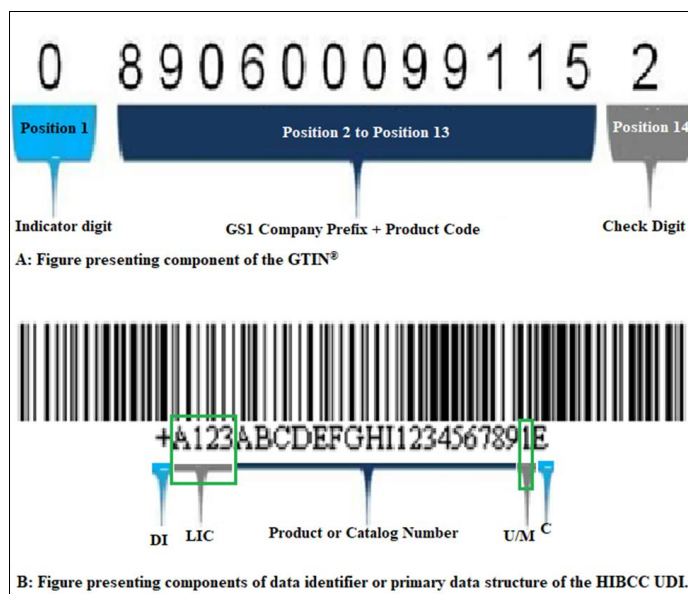 0 890600099115 2
Position 1 Position 2 to Position 13 Position 14
Indicator digit GS1 Company Prefix + Product Code Check Digit
A: Figure presenting component of the GTIN®
+A123ABCDEFGHI1234567891E
DI LIC Product or Catalog Number U/M C
B: Figure presenting components of data identifier or primary data structure of the HIBCC UDI.